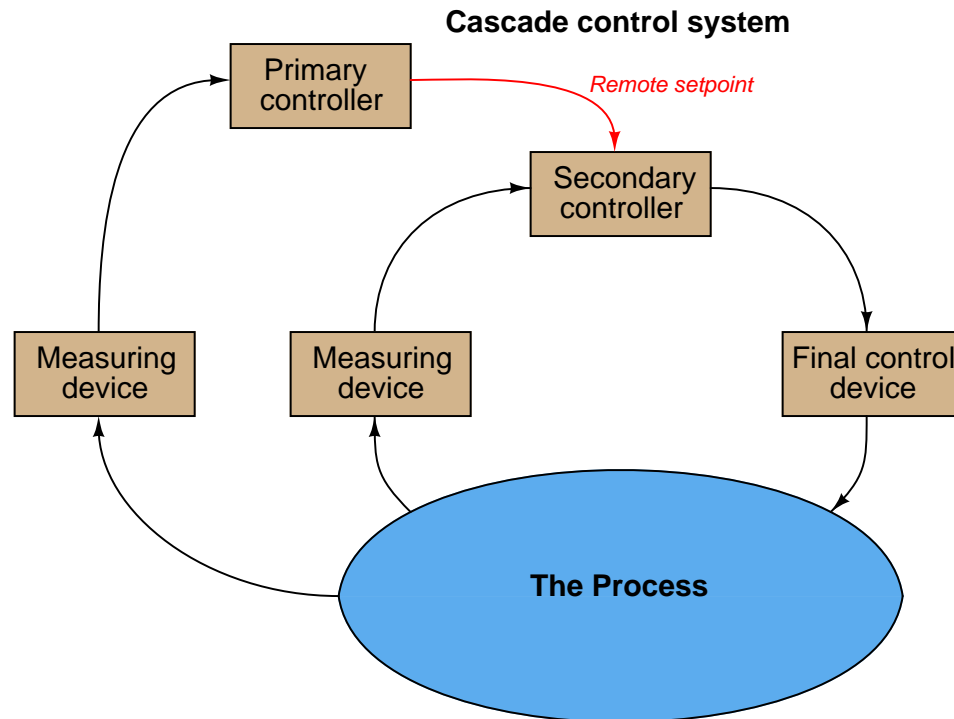 Cascade control system
Primary
controller
Remote setpoint
Secondary
controller
Measuring
device
Measuring
device
Final control
device
The Process